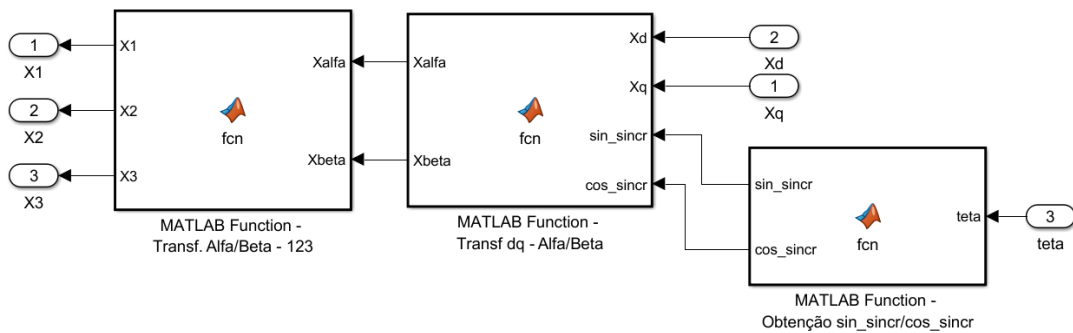 1
X1
2
X2
3
X3
X1
X2
X3
fcn
Xalfa
Xbeta
MATLAB Function -
Transf. Alfa/Beta - 123
Xalfa
Xbeta
fcn
Xd
Xq
sin_sincr
cos_sincr
MATLAB Function -
Transf dq - Alfa/Beta
2
Xd
1
Xq
sin_sincr
cos_sincr
fcn
teta
MATLAB Function -
Obtenção sin_sincr/cos_sincr
3
teta